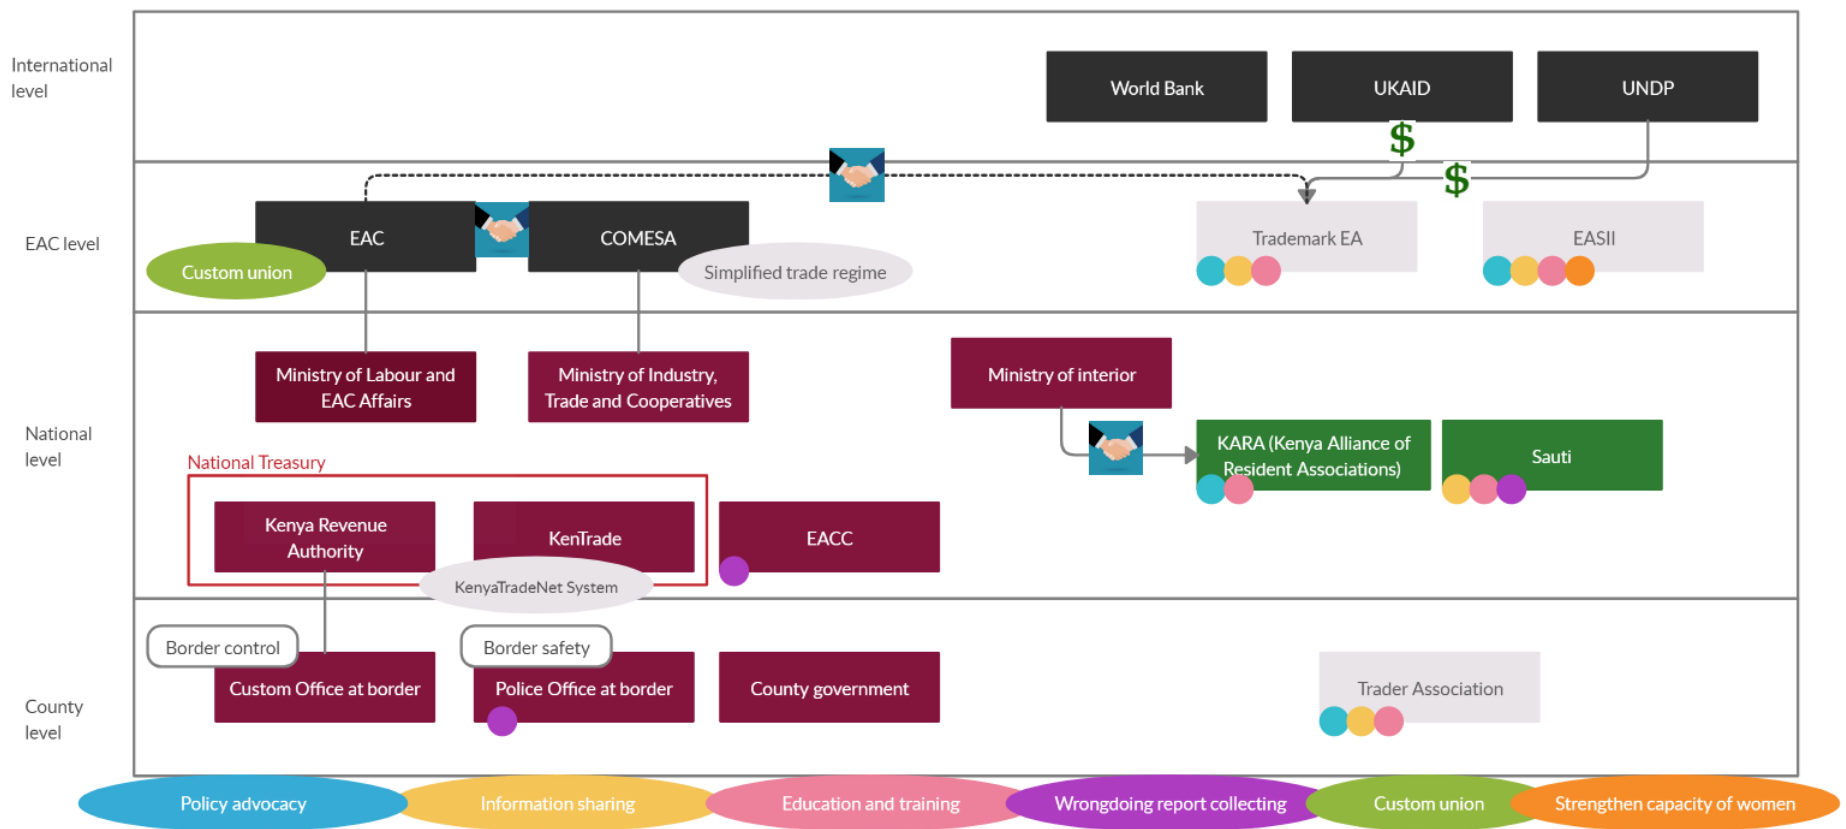 International
level
World Bank
UKAID
UNDP
$
$
EAC level
EAC
COMESA
Trademark EA
EASII
Custom union
Simplified trade regime
National
level
Ministry of Labour and
EAC Affairs
Ministry of Industry,
Trade and Cooperatives
Ministry of interior
KARA (Kenya Alliance of
Resident Associations)
Sauti
National Treasury
Kenya Revenue
Authority
KenTrade
EACC
KenyaTradeNet System
County
level
Border control
Custom Office at border
Border safety
Police Office at border
County government
Trader Association
Policy advocacy
Information sharing
Education and training
Wrongdoing report collecting
Custom union
Strengthen capacity of women